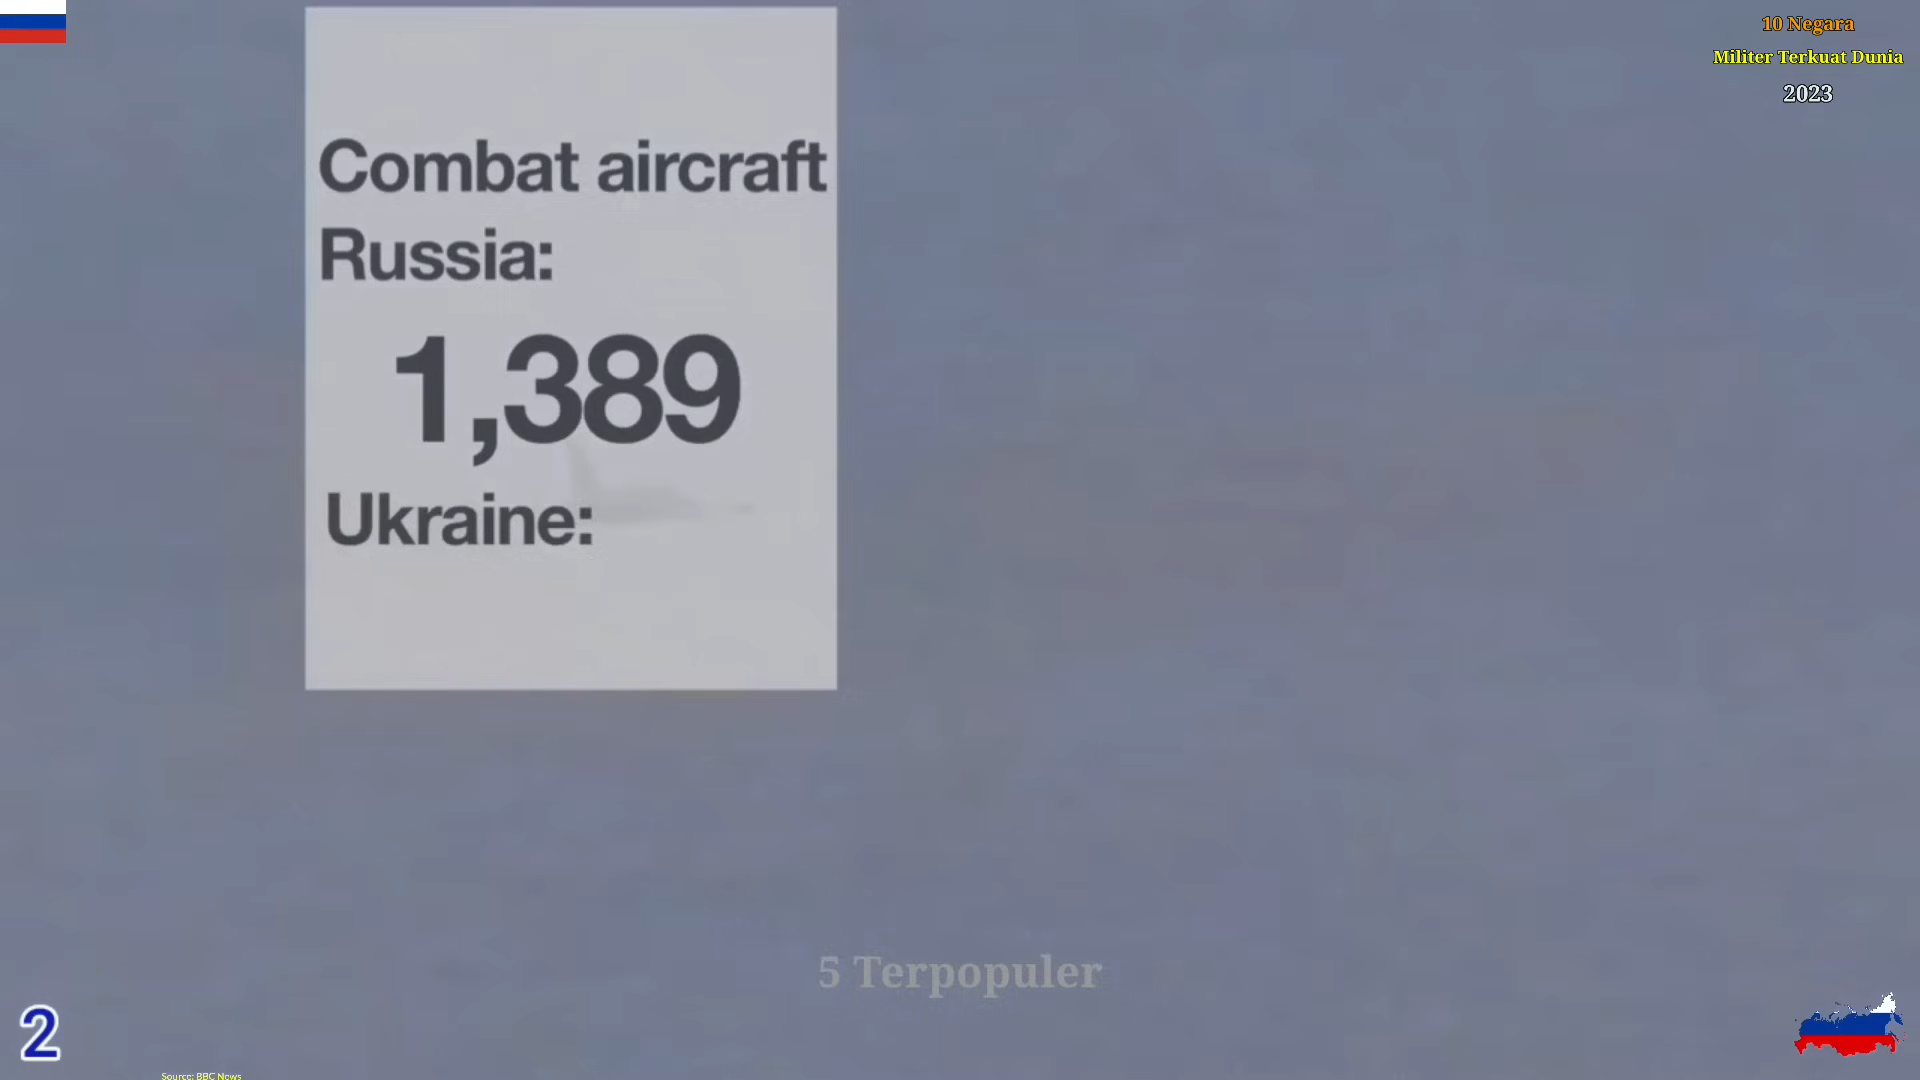 10 Negara
Militer Terkuat Dunia
2023
Combat aircraft
Russia:
1,389
Ukraine:
5 Terpopuler
2
Source: BBC News